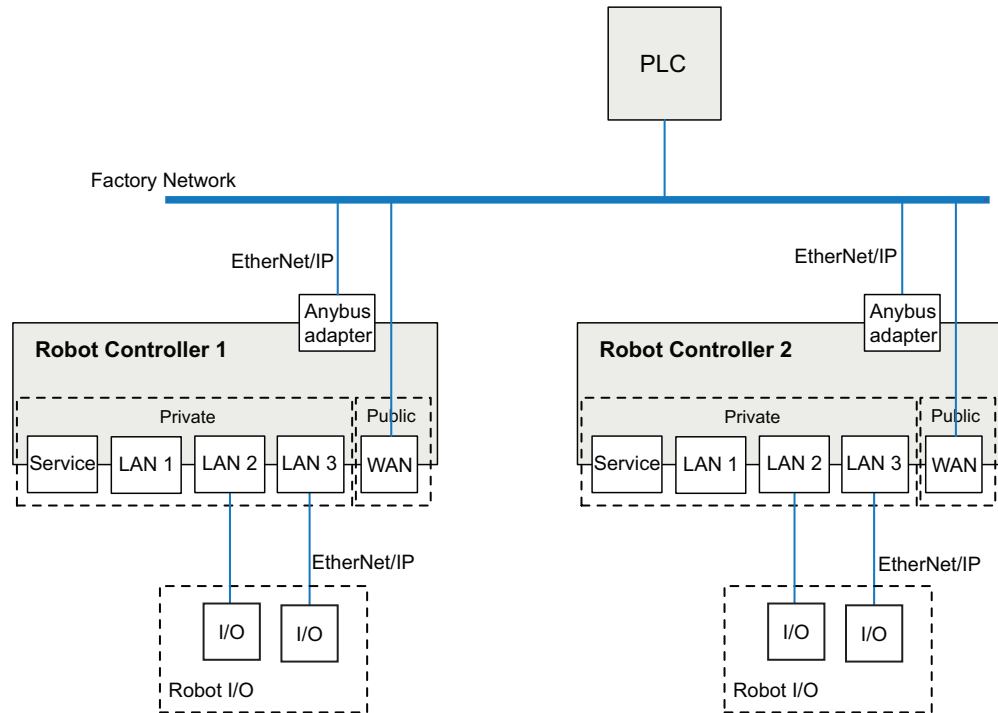 PLC
Factory Network
EtherNet/IP
EtherNet/IP
Anybus
adapter
Anybus
adapter
Robot Controller 1
Robot Controller 2
Private
Public
Private
Public
Service
LAN 1
LAN 2
LAN 3
WAN
Service
LAN 1
LAN 2
LAN 3
WAN
EtherNet/IP
EtherNet/IP
I/O
I/O
I/O
I/O
Robot I/O
Robot I/O